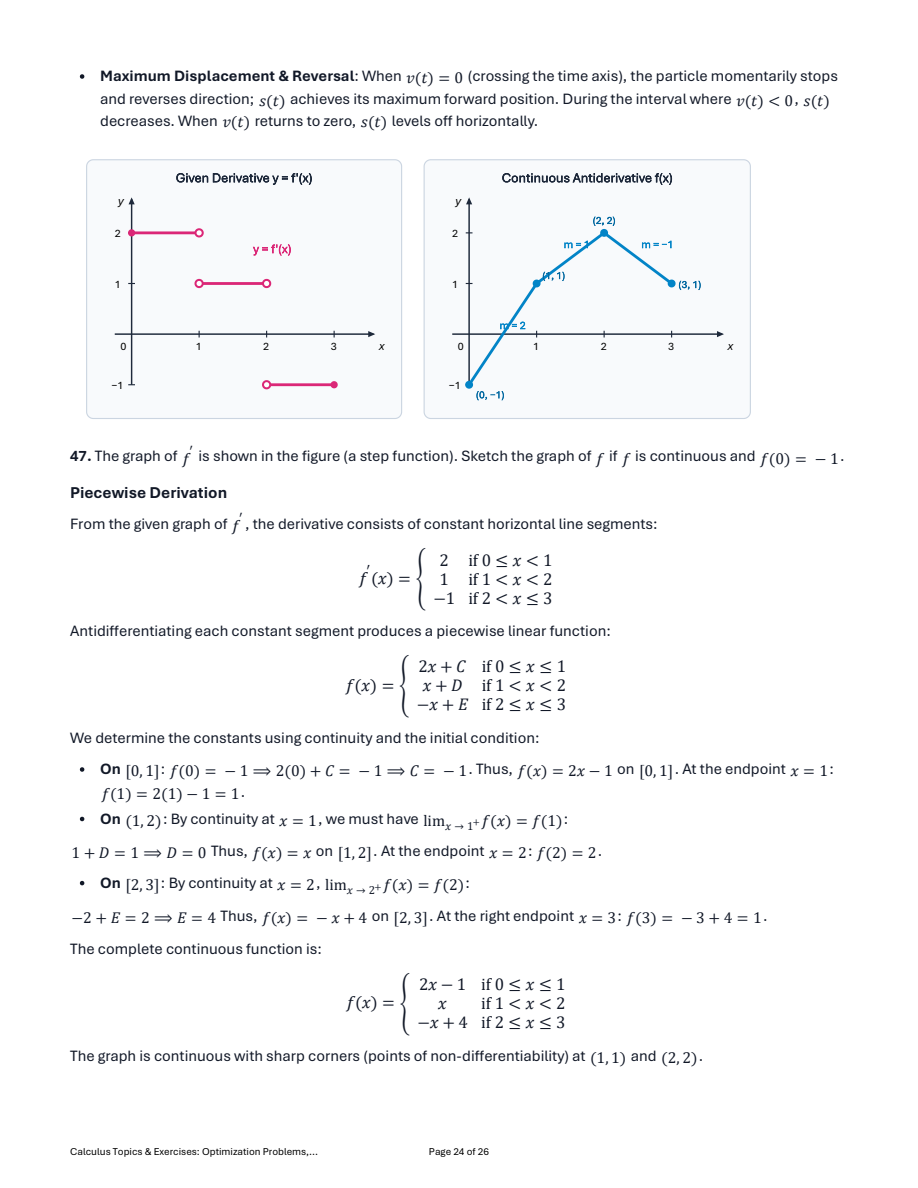 • Maximum Displacement & Reversal: When v(t) = 0 (crossing the time axis), the particle momentarily stops
and reverses direction; s(t) achieves its maximum forward position. During the interval where v(t) < 0, s(t)
decreases. When v(t) returns to zero, s(t) levels off horizontally.
Given Derivative y = f'(x)
y
2
y = f'(x)
1
0 1 2 3 x
−1
Continuous Antiderivative f(x)
y
(2, 2)
2
m = 1 m = −1
(1, 1)
1 (3, 1)
m = 2
0 1 2 3 x
−1
(0, −1)
47. The graph of f′ is shown in the figure (a step function). Sketch the graph of f if f is continuous and f(0) = − 1.
Piecewise Derivation
From the given graph of f′, the derivative consists of constant horizontal line segments:
f′(x) = { 2 if 0 ≤ x < 1
1 if 1 < x < 2
−1 if 2 < x ≤ 3
Antidifferentiating each constant segment produces a piecewise linear function:
f(x) = { 2x + C if 0 ≤ x ≤ 1
x + D if 1 < x < 2
−x + E if 2 ≤ x ≤ 3
We determine the constants using continuity and the initial condition:
• On [0, 1]: f(0) = − 1 ⟹ 2(0) + C = − 1 ⟹ C = − 1. Thus, f(x) = 2x − 1 on [0, 1]. At the endpoint x = 1:
f(1) = 2(1) − 1 = 1.
• On (1, 2): By continuity at x = 1, we must have lim x → 1⁺ f(x) = f(1):
1 + D = 1 ⟹ D = 0 Thus, f(x) = x on [1, 2]. At the endpoint x = 2: f(2) = 2.
• On [2, 3]: By continuity at x = 2, lim x → 2⁺ f(x) = f(2):
−2 + E = 2 ⟹ E = 4 Thus, f(x) = − x + 4 on [2, 3]. At the right endpoint x = 3: f(3) = − 3 + 4 = 1.
The complete continuous function is:
f(x) = { 2x − 1 if 0 ≤ x ≤ 1
x if 1 < x < 2
−x + 4 if 2 ≤ x ≤ 3
The graph is continuous with sharp corners (points of non-differentiability) at (1, 1) and (2, 2).
Calculus Topics & Exercises: Optimization Problems,... Page 24 of 26